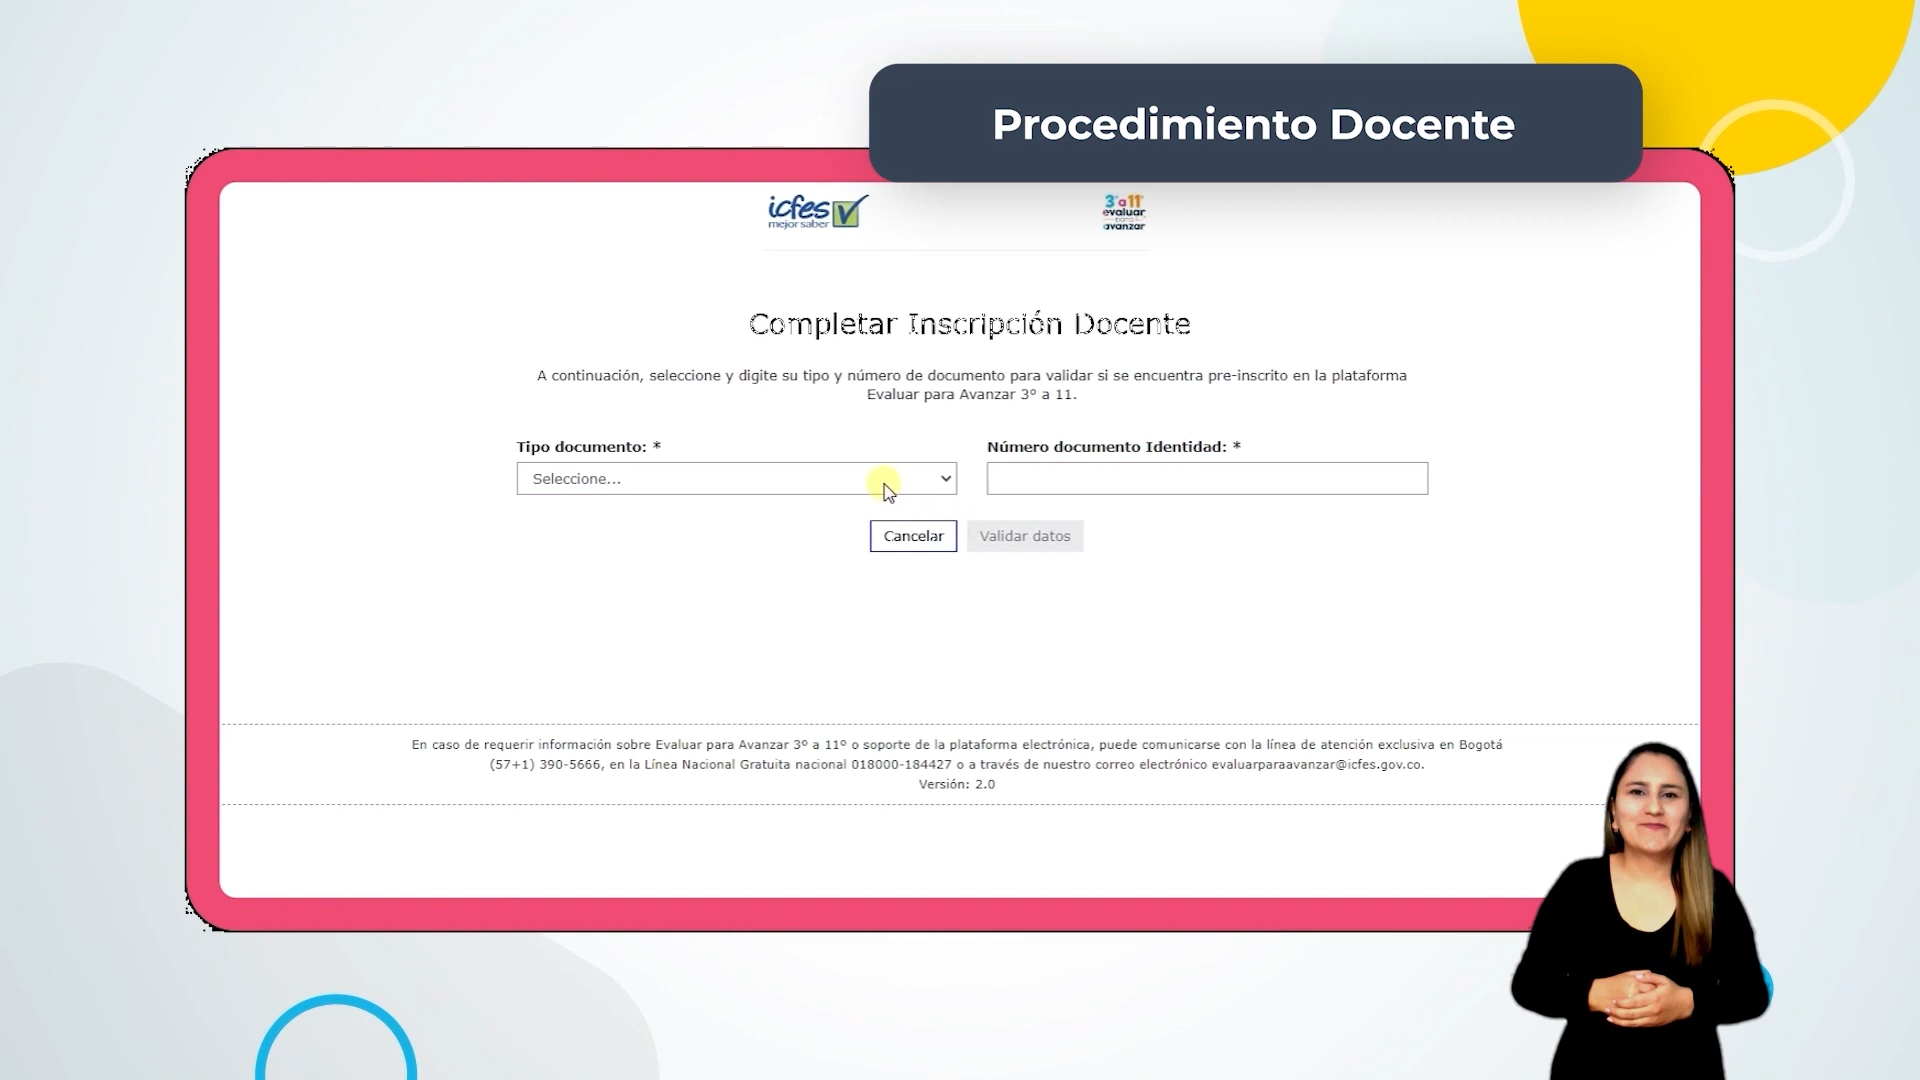 Procedimiento Docente
icfes
mejor saber
3° a 11°
evaluar
para
avanzar
Completar Inscripción Docente
A continuación, seleccione y digite su tipo y número de documento para validar si se encuentra pre-inscrito en la plataforma
Evaluar para Avanzar 3° a 11.
Tipo documento: *
Número documento Identidad: *
Seleccione...
Cancelar
Validar datos
En caso de requerir información sobre Evaluar para Avanzar 3º a 11º o soporte de la plataforma electrónica, puede comunicarse con la línea de atención exclusiva en Bogotá
(57+1) 390-5666, en la Línea Nacional Gratuita nacional 018000-184427 o a través de nuestro correo electrónico evaluarparaavanzar@icfes.gov.co.
Versión: 2.0